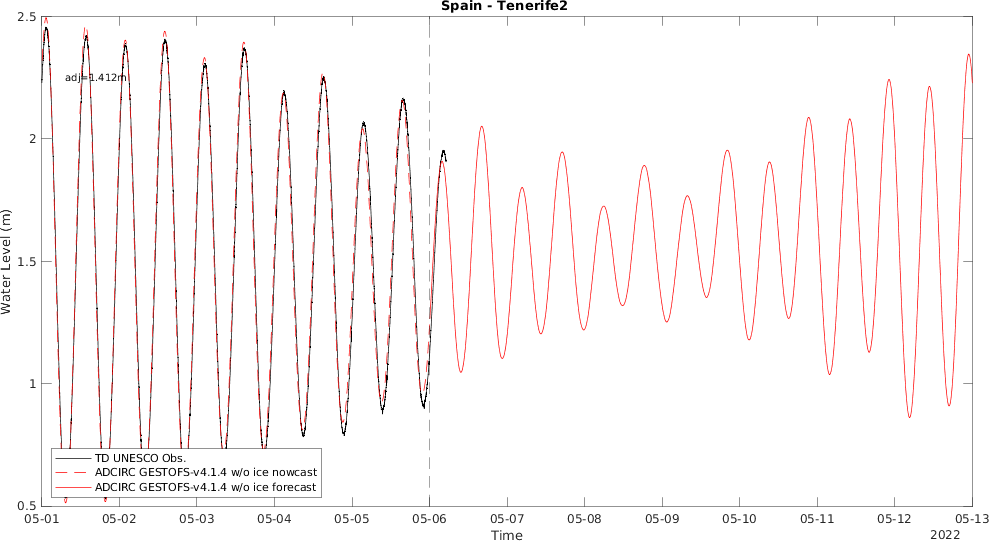 Spain - Tenerife2
Water Level (m)
2.5
2
1.5
1
0.5
adj=1.412m
TD UNESCO Obs.
ADCIRC GESTOFS-v4.1.4 w/o ice nowcast
ADCIRC GESTOFS-v4.1.4 w/o ice forecast
05-01 05-02 05-03 05-04 05-05 05-06 05-07 05-08 05-09 05-10 05-11 05-12 05-13
Time
2022